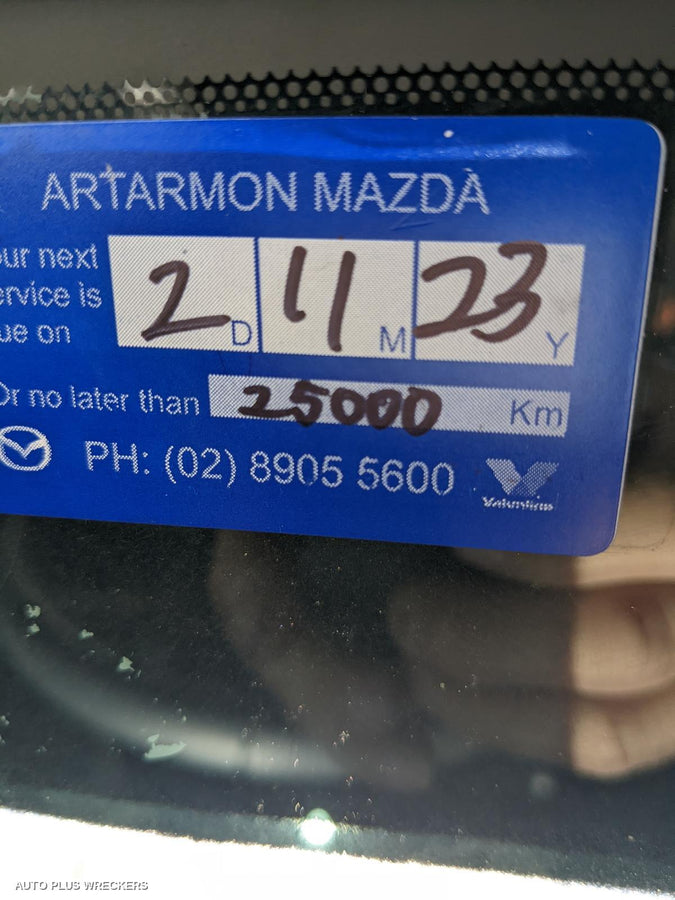 ARTARMON MAZDA
our next
ervice is
ue on
2 D 11 M 23 Y
Or no later than 25000 Km
PH: (02) 8905 5600
Valvoline
AUTO PLUS WRECKERS